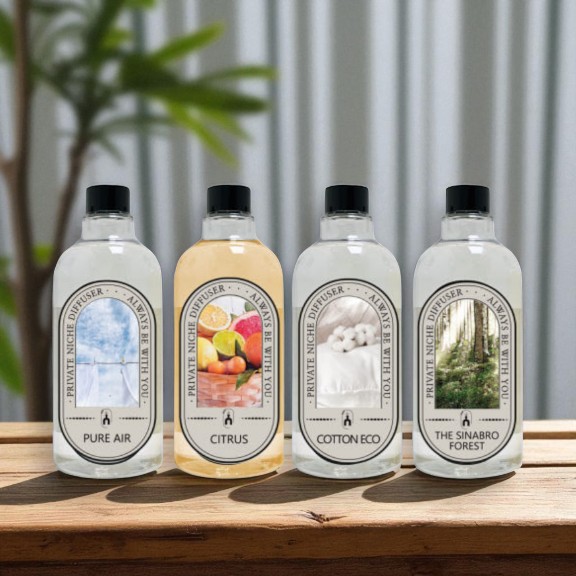 PRIVATE NICHE DIFFUSER · · · ALWAYS BE WITH YOU
PURE AIR
PRIVATE NICHE DIFFUSER · · · ALWAYS BE WITH YOU
CITRUS
PRIVATE NICHE DIFFUSER · · · ALWAYS BE WITH YOU
COTTON ECO
PRIVATE NICHE DIFFUSER · · · ALWAYS BE WITH YOU
THE SINABRO
FOREST